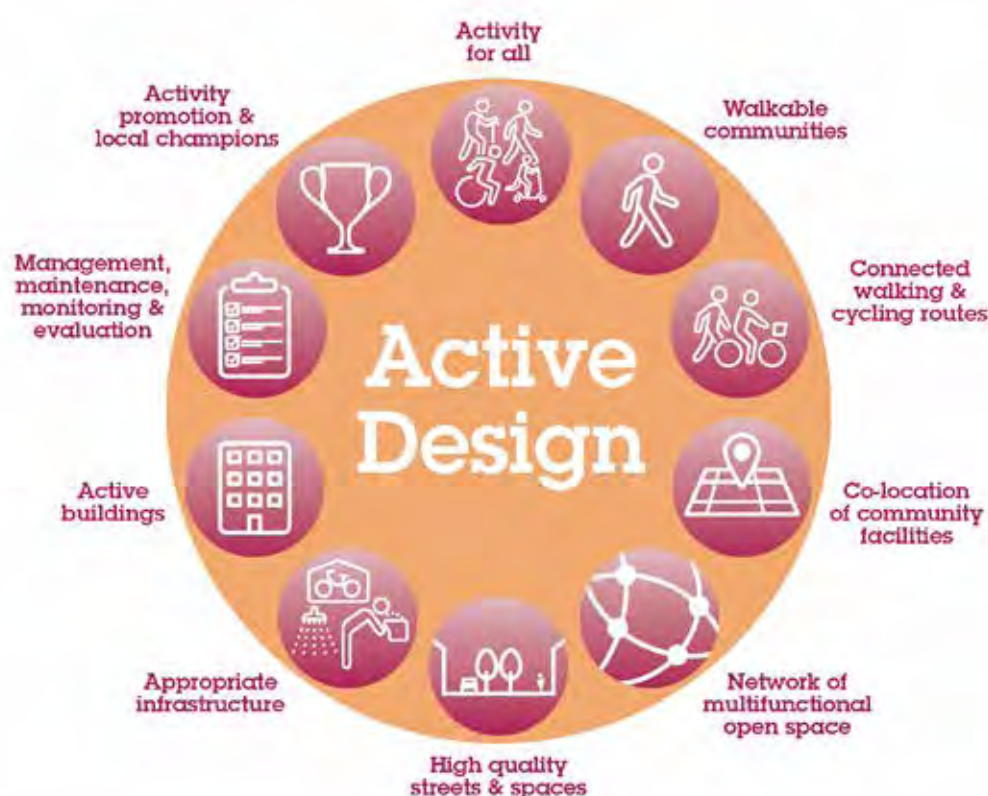 Activity
for all
Walkable
communities
Connected
walking &
cycling routes
Co-location
of community
facilities
Network of
multifunctional
open space
High quality
streets & spaces
Appropriate
infrastructure
Active
buildings
Management,
maintenance,
monitoring &
evaluation
Activity
promotion &
local champions
Active
Design